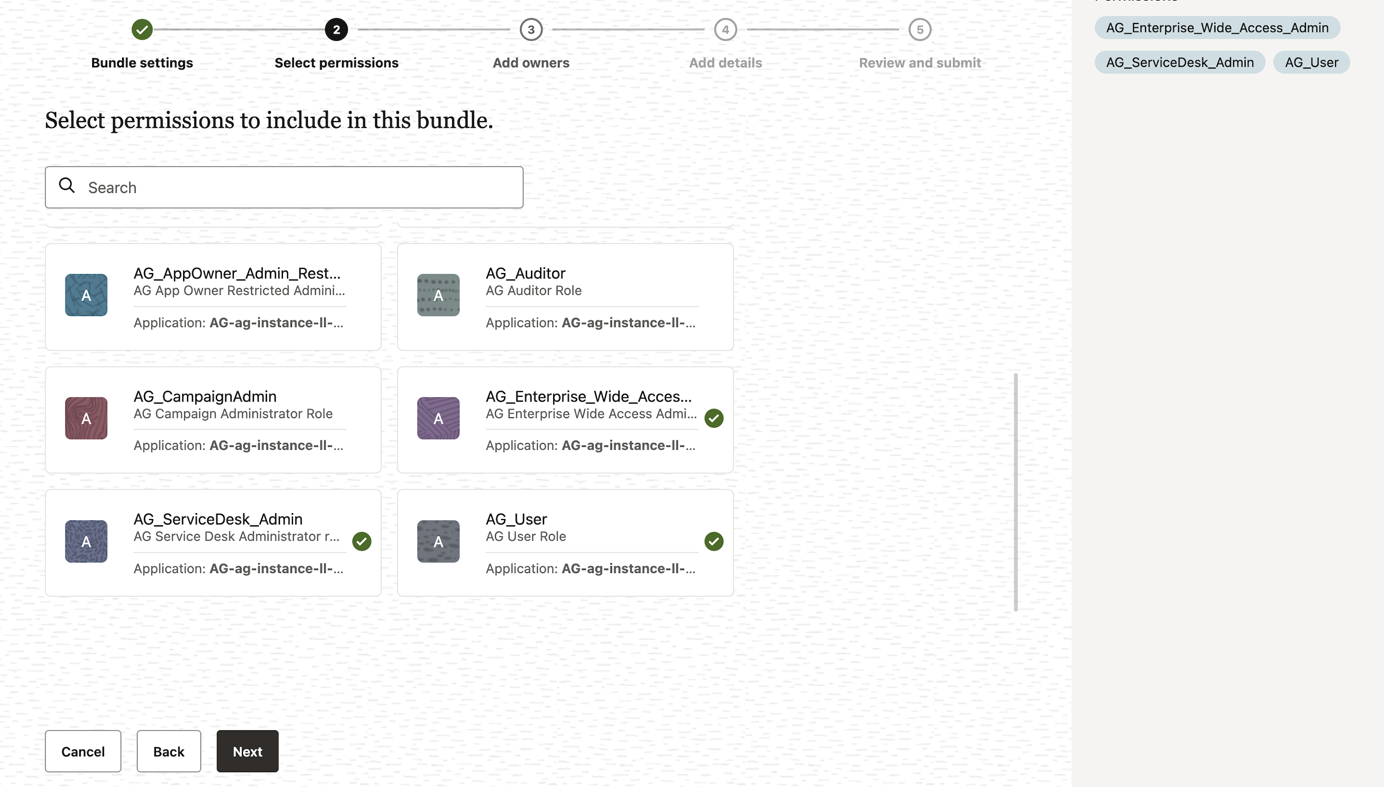 2 3 4 5
Bundle settings Select permissions Add owners Add details Review and submit
Select permissions to include in this bundle.
Search
A AG_AppOwner_Admin_Rest...
AG App Owner Restricted Admini...
Application: AG-ag-instance-ll-...
A AG_Auditor
AG Auditor Role
Application: AG-ag-instance-ll-...
A AG_CampaignAdmin
AG Campaign Administrator Role
Application: AG-ag-instance-ll-...
A AG_Enterprise_Wide_Acces...
AG Enterprise Wide Access Admi...
Application: AG-ag-instance-ll-...
A AG_ServiceDesk_Admin
AG Service Desk Administrator r...
Application: AG-ag-instance-ll-...
A AG_User
AG User Role
Application: AG-ag-instance-ll-...
Cancel Back Next
AG_Enterprise_Wide_Access_Admin
AG_ServiceDesk_Admin AG_User